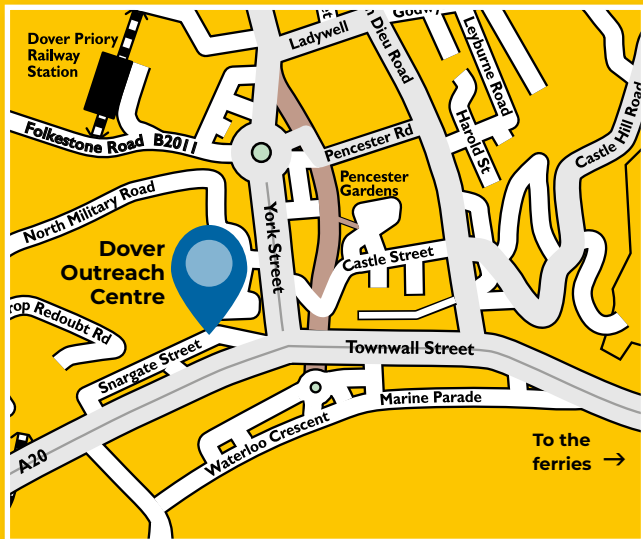 Dover Priory
Railway
Station
Ladywell
Dieu Road
Leyburne Road
Castle Hill Road
Folkestone Road B2011
Pencester Rd
Harold St
Pencester
Gardens
North Military Road
York Street
Dover
Outreach
Centre
Castle Street
Redoubt Rd
Townwall Street
Snargate Street
Marine Parade
Waterloo Crescent
A20
To the
ferries →